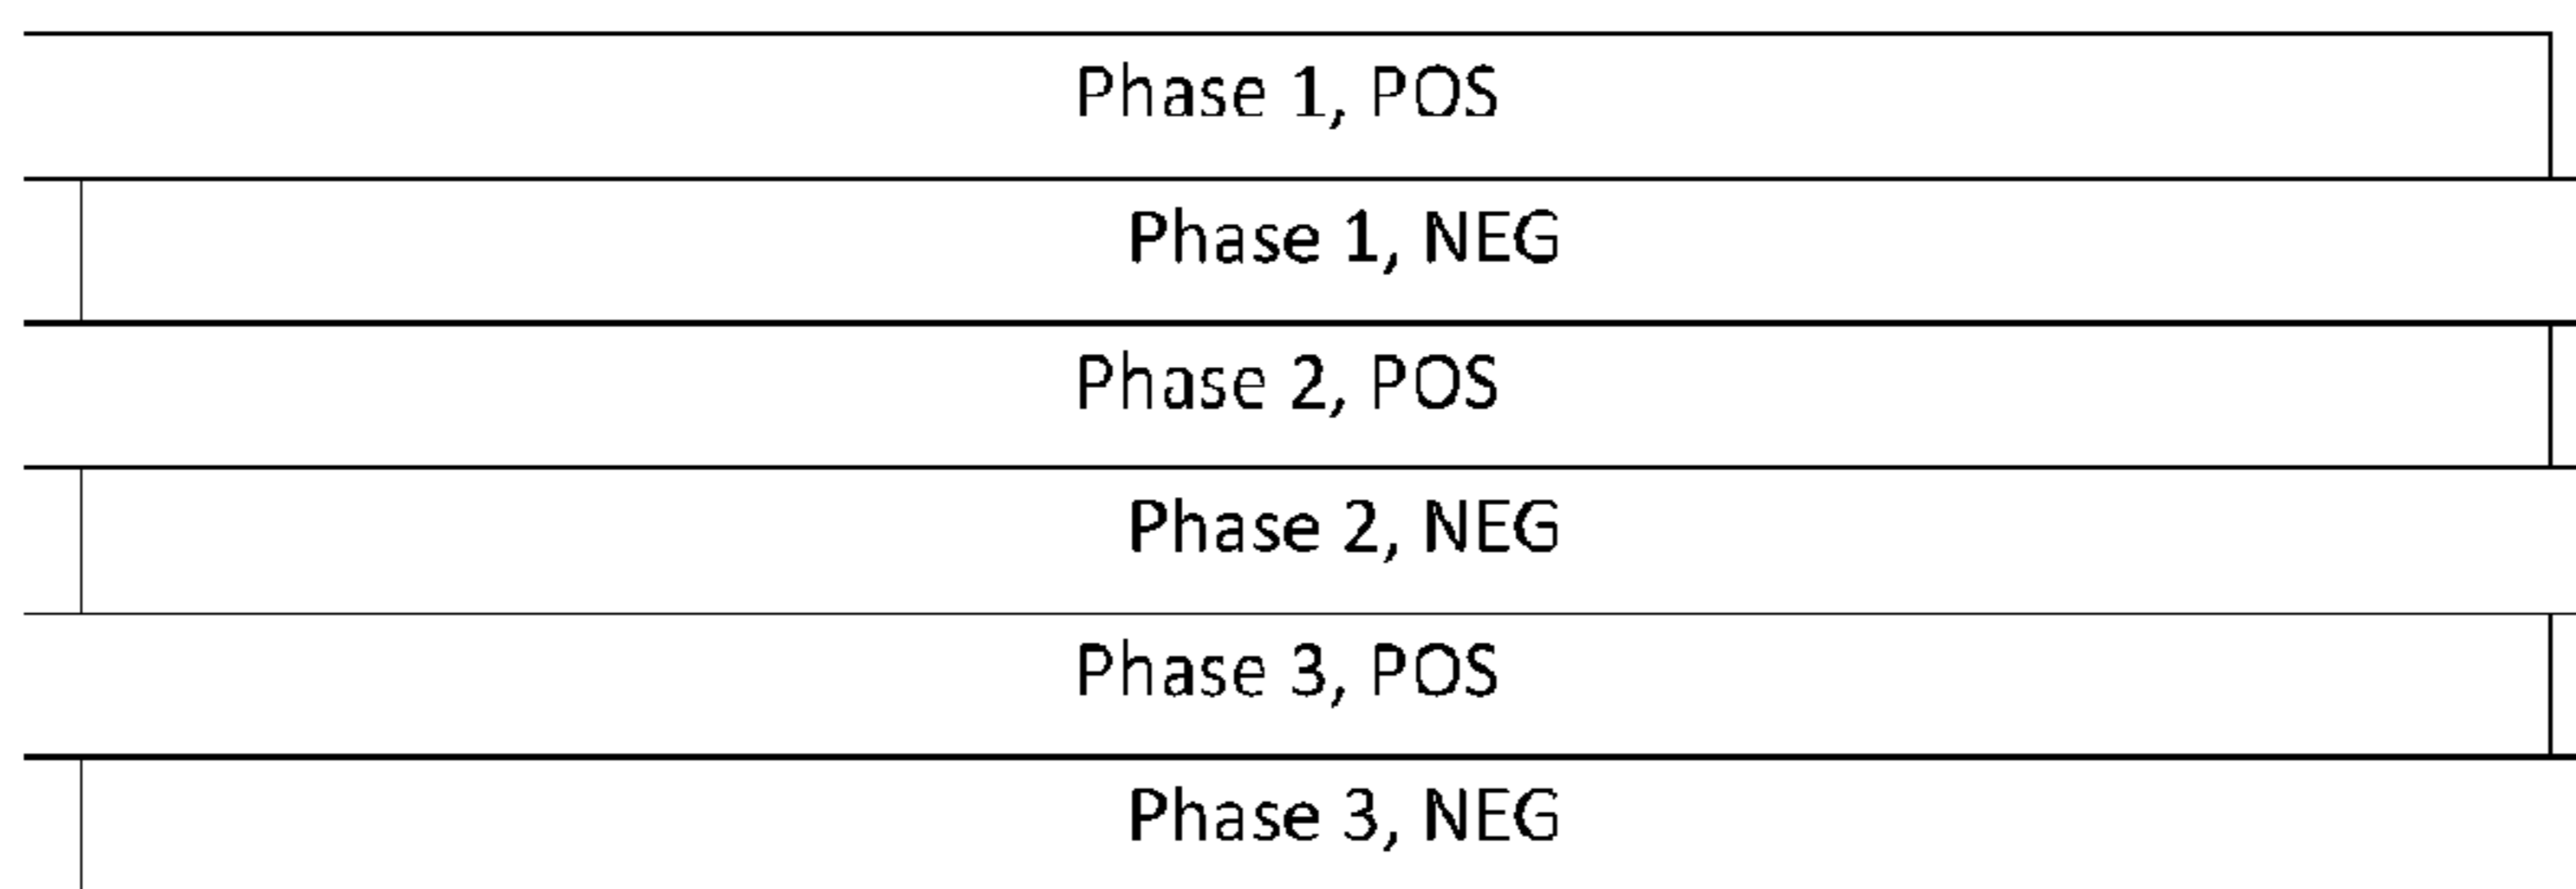 Phase 1, POS
Phase 1, NEG
Phase 2, POS
Phase 2, NEG
Phase 3, POS
Phase 3, NEG